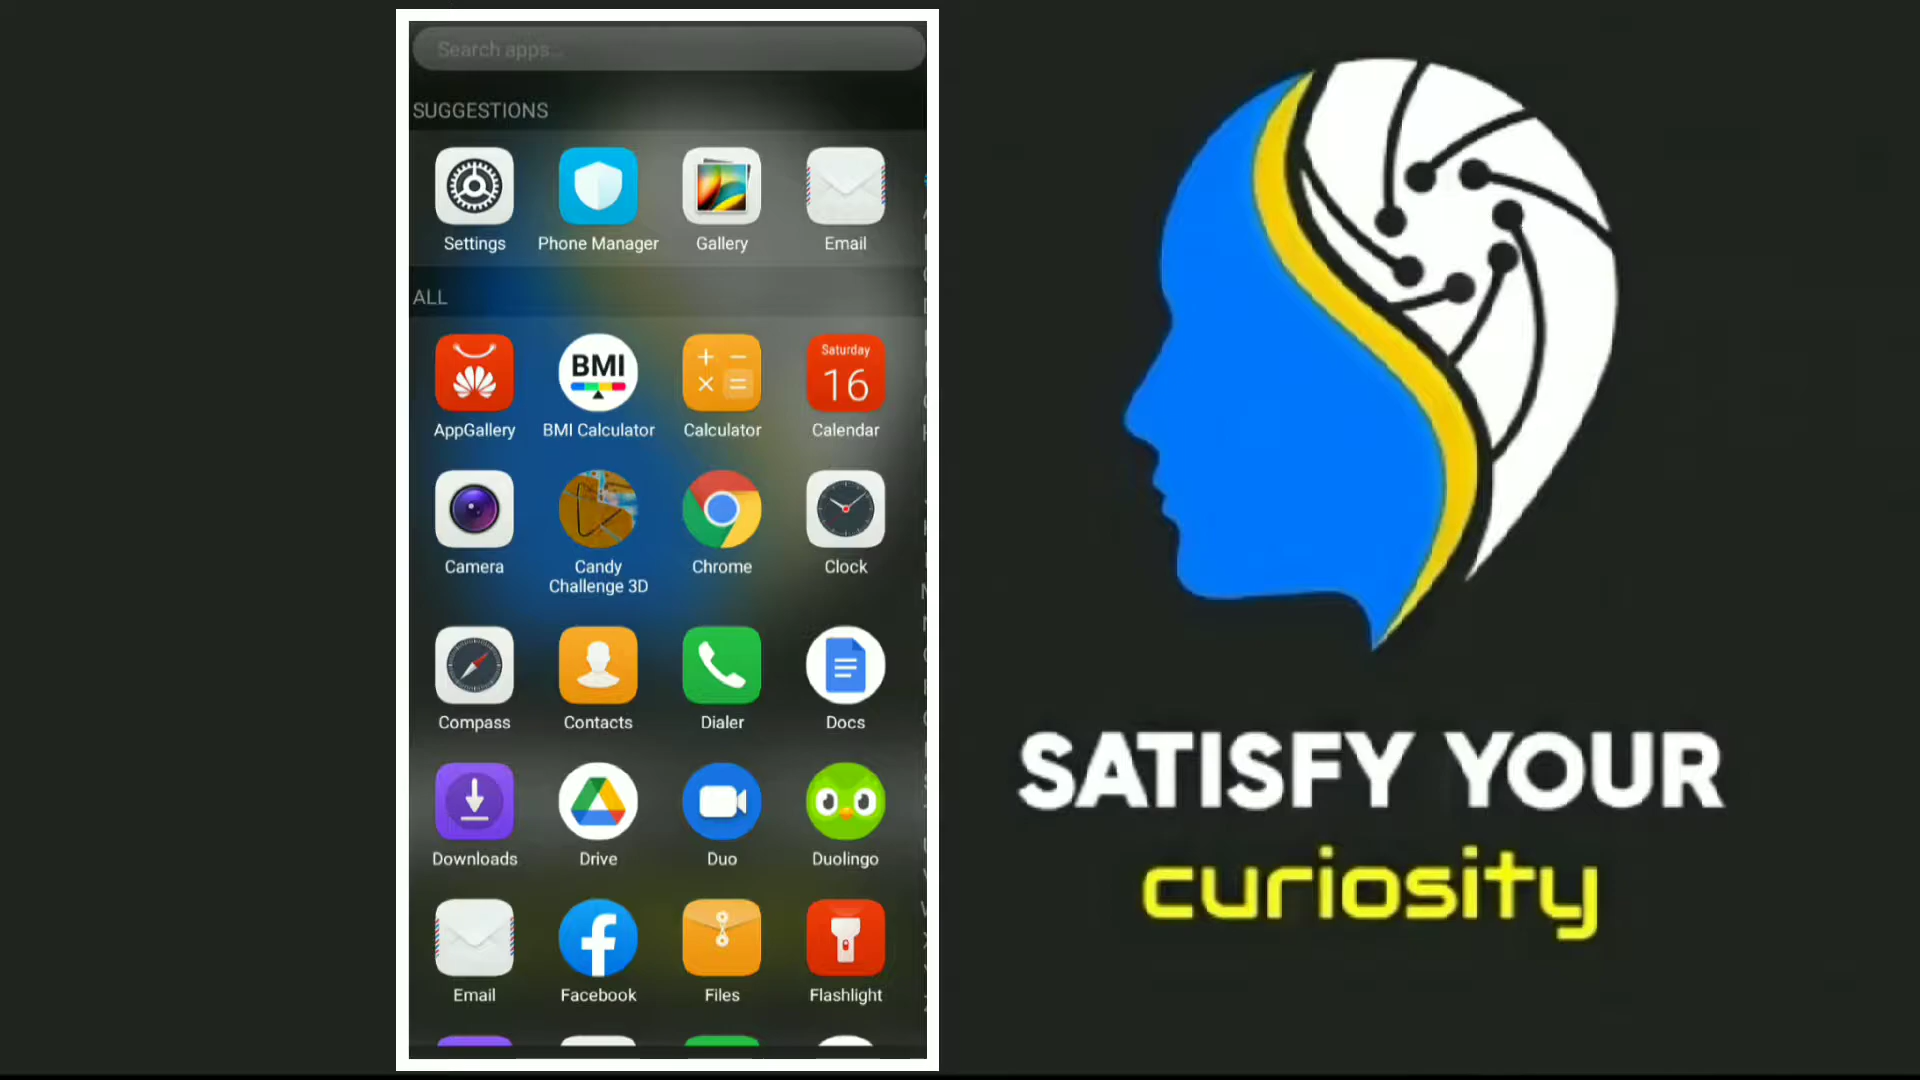 Search apps...
SUGGESTIONS
Settings
Phone Manager
Gallery
Email
ALL
BMI
+ −
× =
Saturday
16
AppGallery
BMI Calculator
Calculator
Calendar
Camera
Candy
Challenge 3D
Chrome
Clock
Compass
Contacts
Dialer
Docs
Downloads
Drive
Duo
Duolingo
f
Email
Facebook
Files
Flashlight
SATISFY YOUR
curiosity